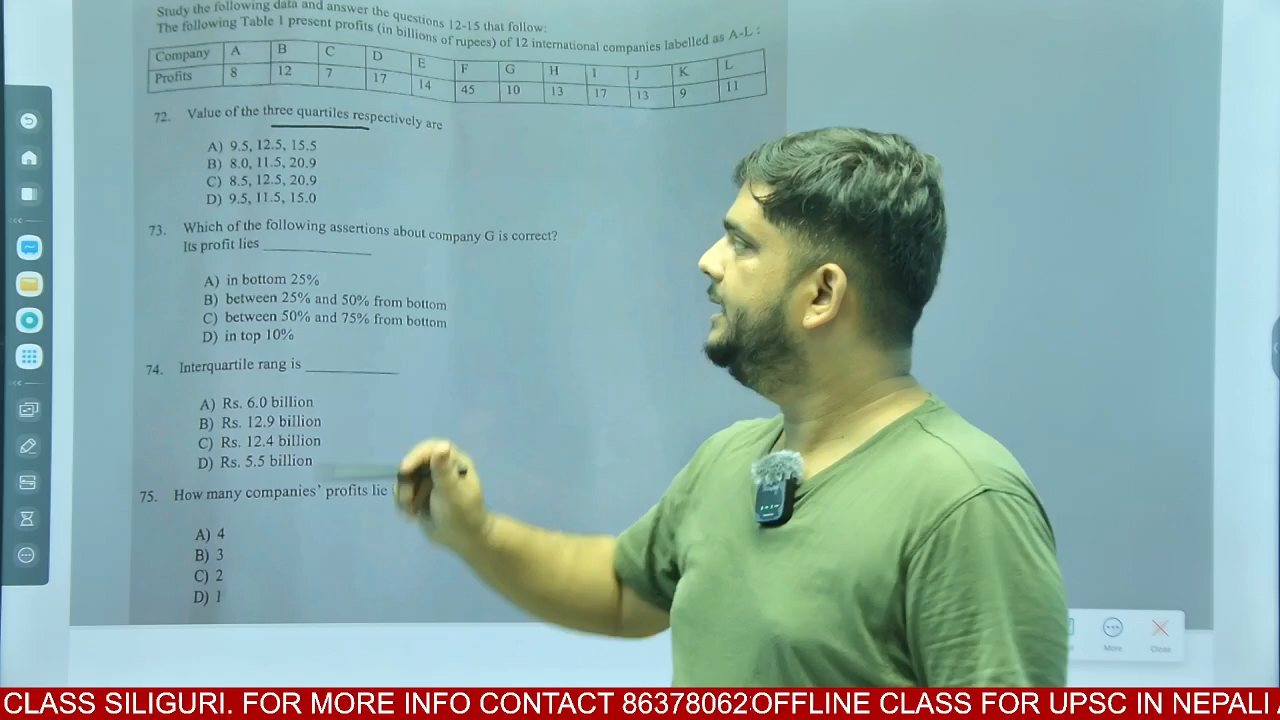 Study the following data and answer the questions 12-15 that follow:
The following Table 1 present profits (in billions of rupees) of 12 international companies labelled as A-L :
Company A B C D E F G H I J K L
Profits 8 12 7 17 14 45 10 13 17 13 9 11
72. Value of the three quartiles respectively are
A) 9.5, 12.5, 15.5
B) 8.0, 11.5, 20.9
C) 8.5, 12.5, 20.9
D) 9.5, 11.5, 15.0
73. Which of the following assertions about company G is correct?
Its profit lies
A) in bottom 25%
B) between 25% and 50% from bottom
C) between 50% and 75% from bottom
D) in top 10%
74. Interquartile rang is
A) Rs. 6.0 billion
B) Rs. 12.9 billion
C) Rs. 12.4 billion
D) Rs. 5.5 billion
75. How many companies' profits lie
A) 4
B) 3
C) 2
D) 1
More Close
CLASS SILIGURI. FOR MORE INFO CONTACT 86378062 OFFLINE CLASS FOR UPSC IN NEPALI